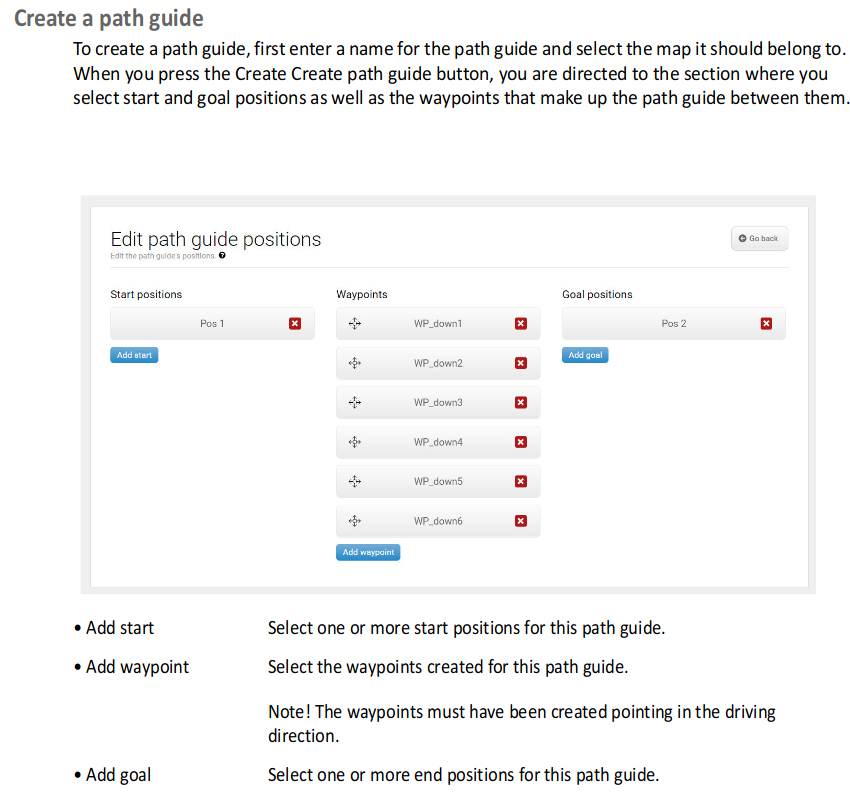 Create a path guide
To create a path guide, first enter a name for the path guide and select the map it should belong to.
When you press the Create Create path guide button, you are directed to the section where you
select start and goal positions as well as the waypoints that make up the path guide between them.
Edit path guide positions
Edit the path guide's positions.
Go back
Start positions
Waypoints
Goal positions
Pos 1
WP_down1
Pos 2
Add start
WP_down2
Add goal
WP_down3
WP_down4
WP_down5
WP_down6
Add waypoint
• Add start Select one or more start positions for this path guide.
• Add waypoint Select the waypoints created for this path guide.
Note! The waypoints must have been created pointing in the driving
direction.
• Add goal Select one or more end positions for this path guide.